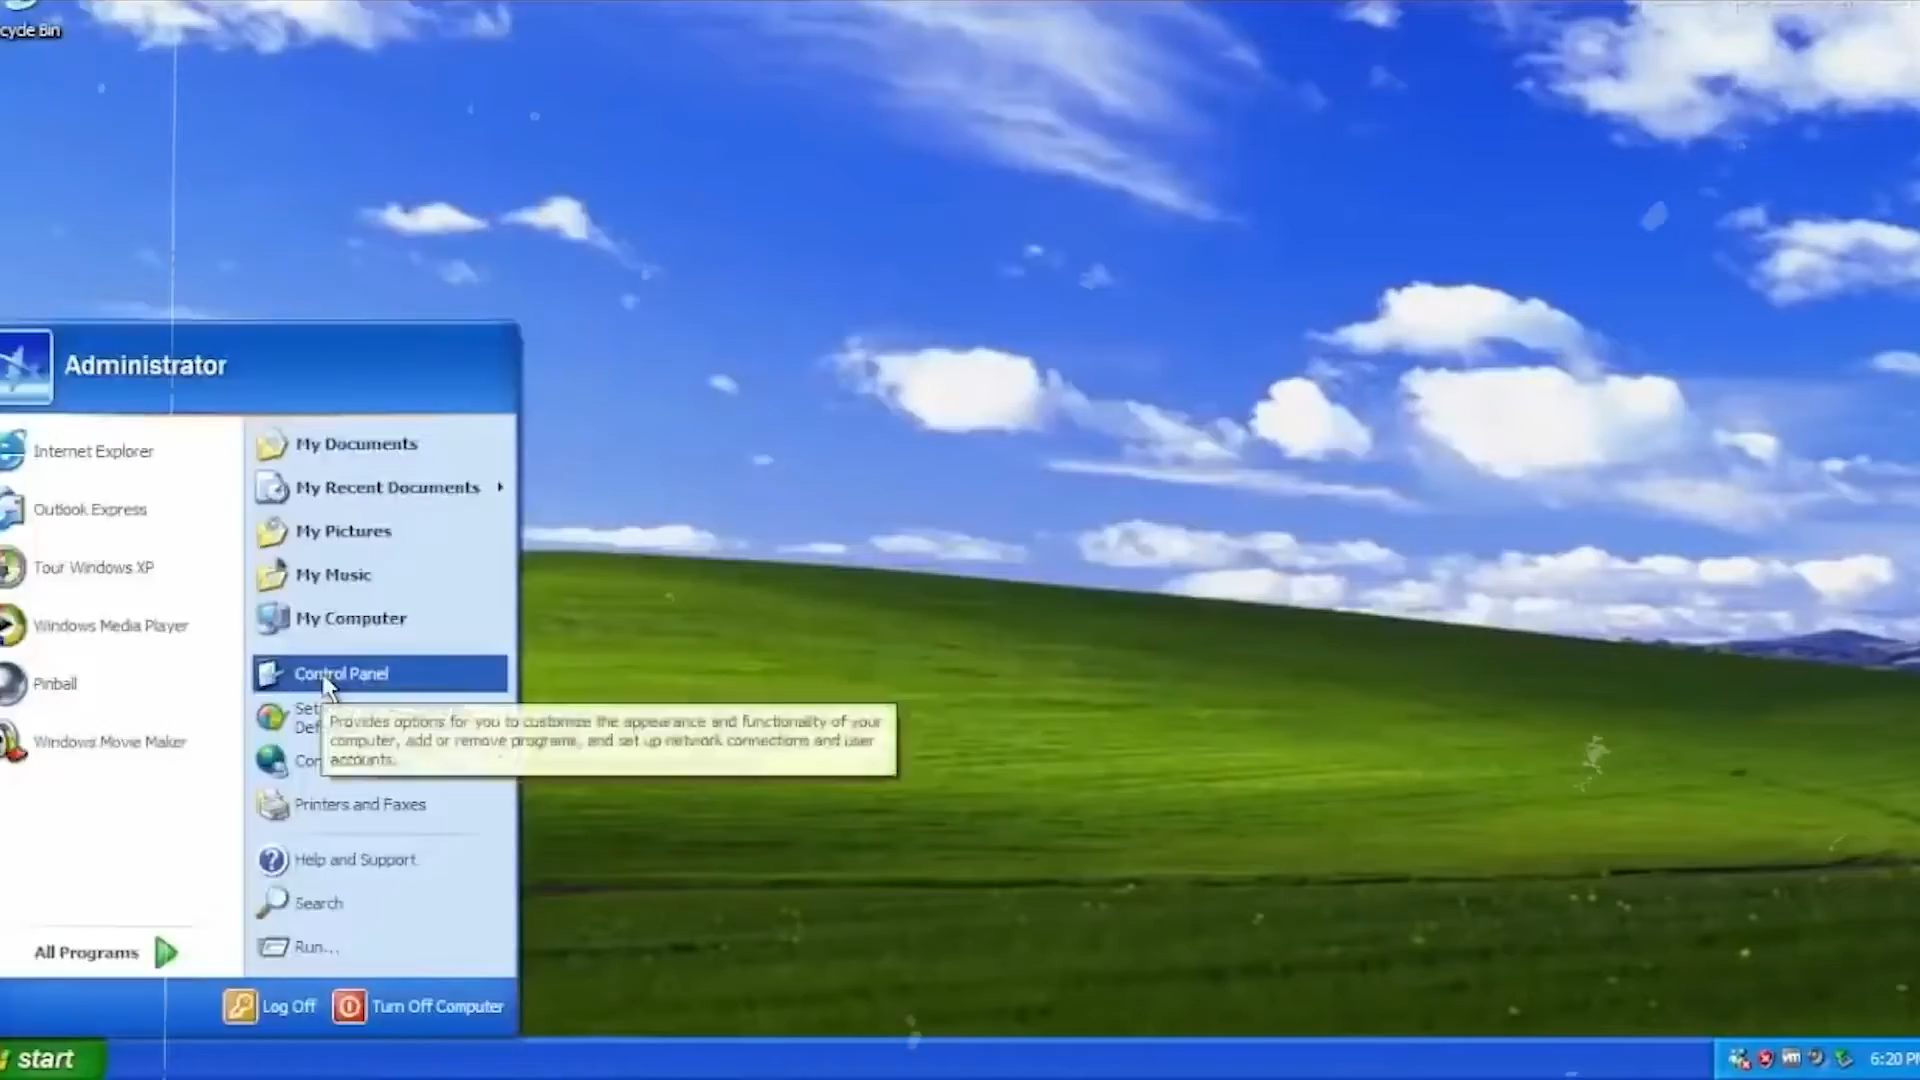 cycle Bin
Administrator
Internet Explorer
Outlook Express
Tour Windows XP
Windows Media Player
Pinball
Windows Movie Maker
All Programs
My Documents
My Recent Documents
My Pictures
My Music
My Computer
Control Panel
Set
Def
Provides options for you to customize the appearance and functionality of your
computer, add or remove programs, and set up network connections and user
accounts.
Con
Printers and Faxes
Help and Support
Search
Run...
Log Off
Turn Off Computer
start
vm
6:20 PM